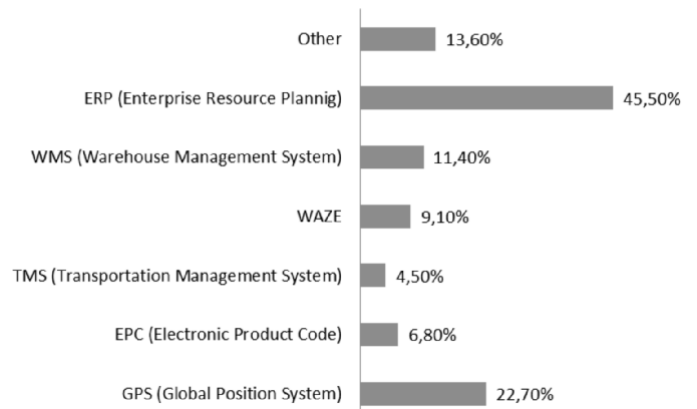 Other 13,60%
ERP (Enterprise Resource Plannig) 45,50%
WMS (Warehouse Management System) 11,40%
WAZE 9,10%
TMS (Transportation Management System) 4,50%
EPC (Electronic Product Code) 6,80%
GPS (Global Position System) 22,70%